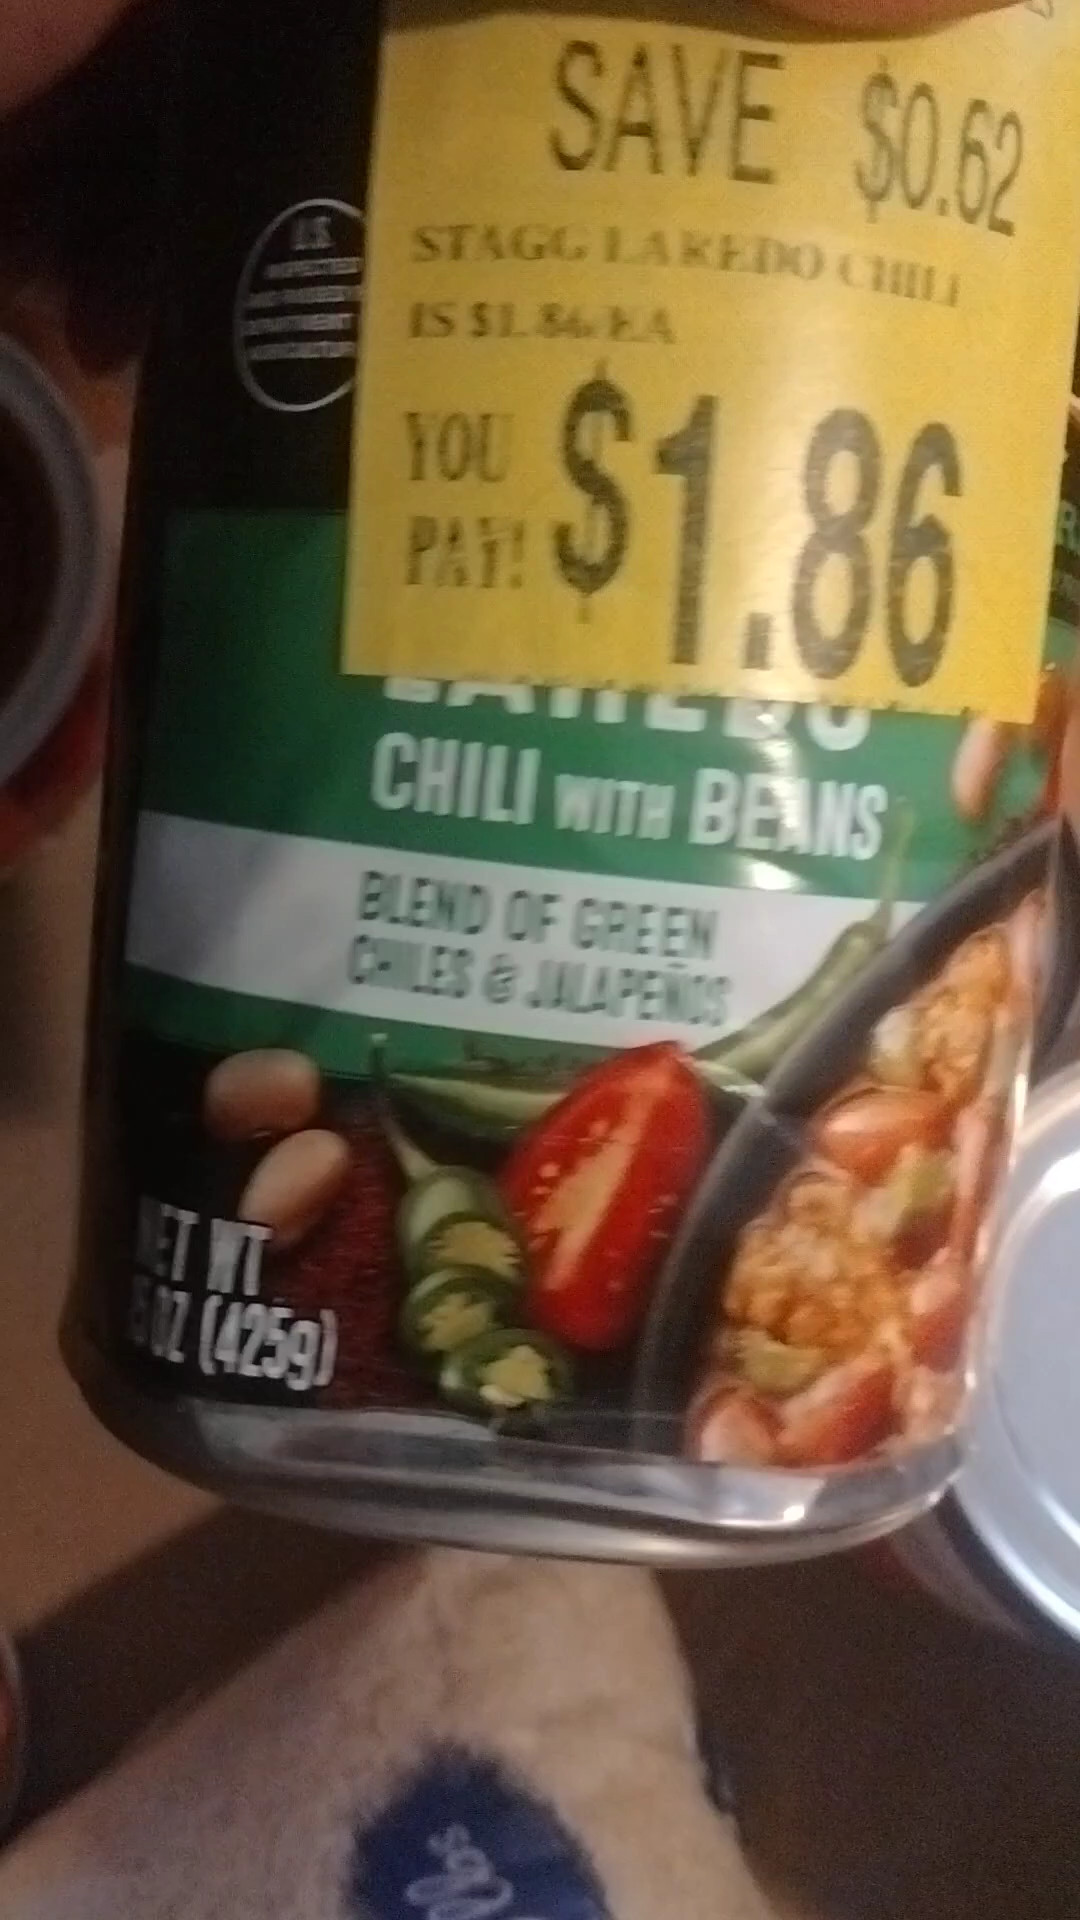 SAVE $0.62
STAGG LAREDO CHILI
IS $1.86/EA
YOU PAY! $1.86
U.S.
INSPECTED
CHILI WITH BEANS
BLEND OF GREEN
CHILES & JALAPEÑOS
NET WT
OZ (425g)